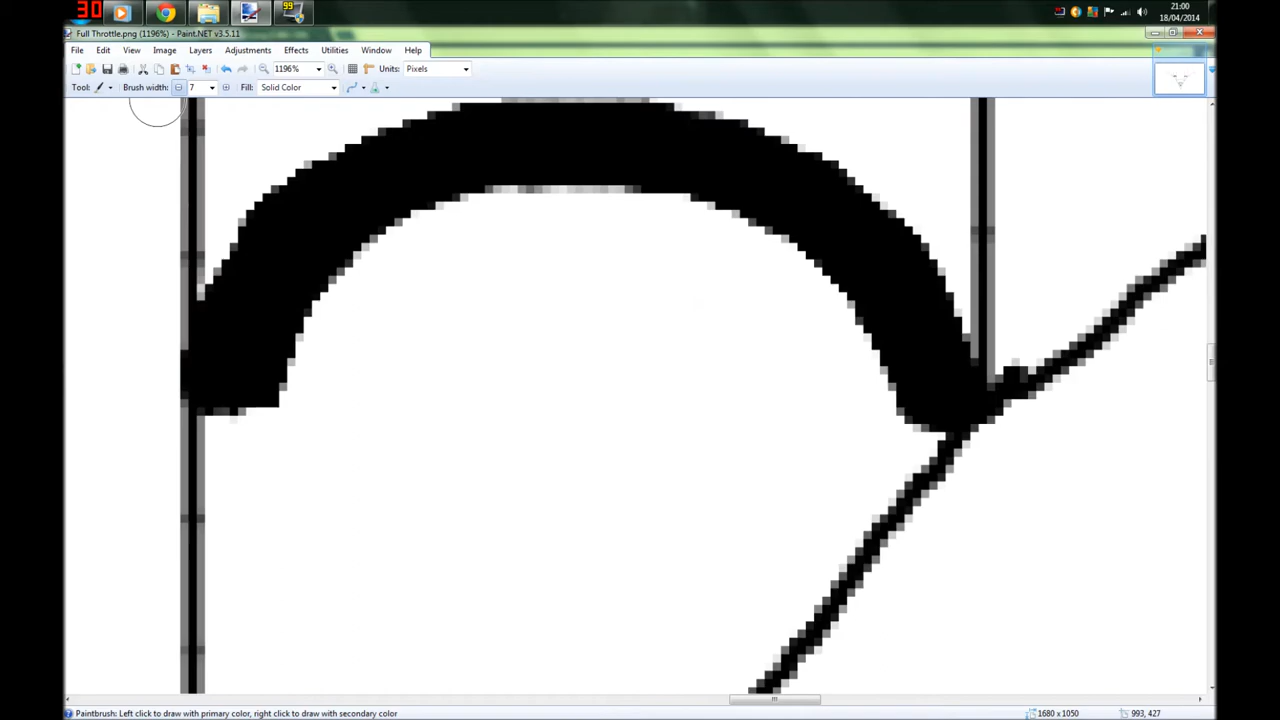 30
99
21:00
18/04/2014
Full Throttle.png (1196%) - Paint.NET v3.5.11
File Edit View Image Layers Adjustments Effects Utilities Window Help
1196% Units: Pixels
Tool: Brush width: 7 Fill: Solid Color
Paintbrush: Left click to draw with primary color, right click to draw with secondary color
1680 x 1050
993, 427